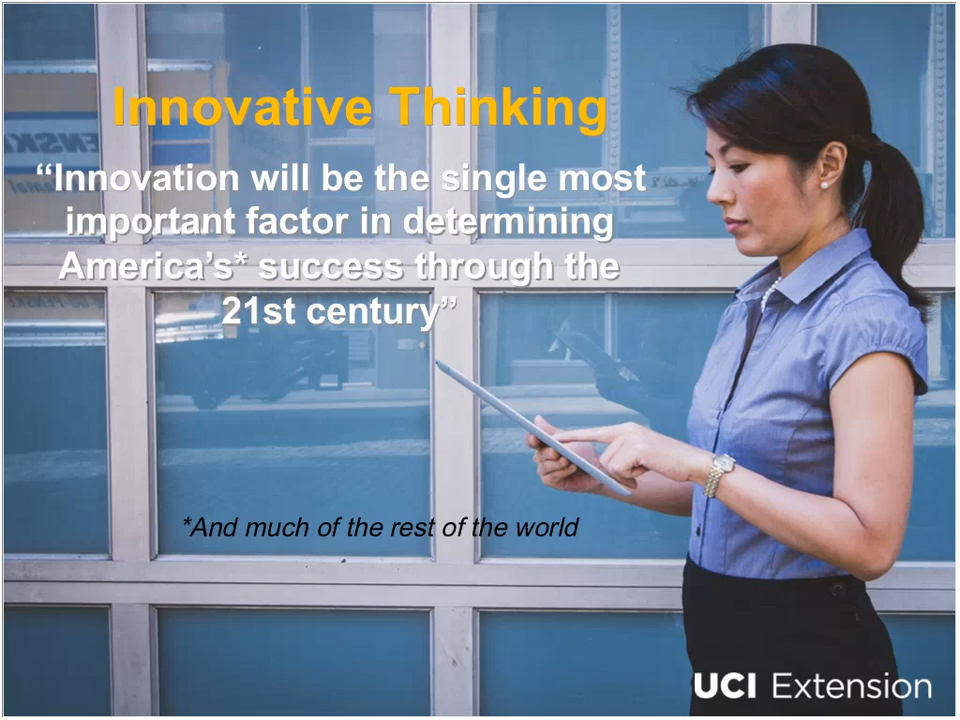 Innovative Thinking
“Innovation will be the single most
important factor in determining
America’s* success through the
21st century”
*And much of the rest of the world
UCI Extension